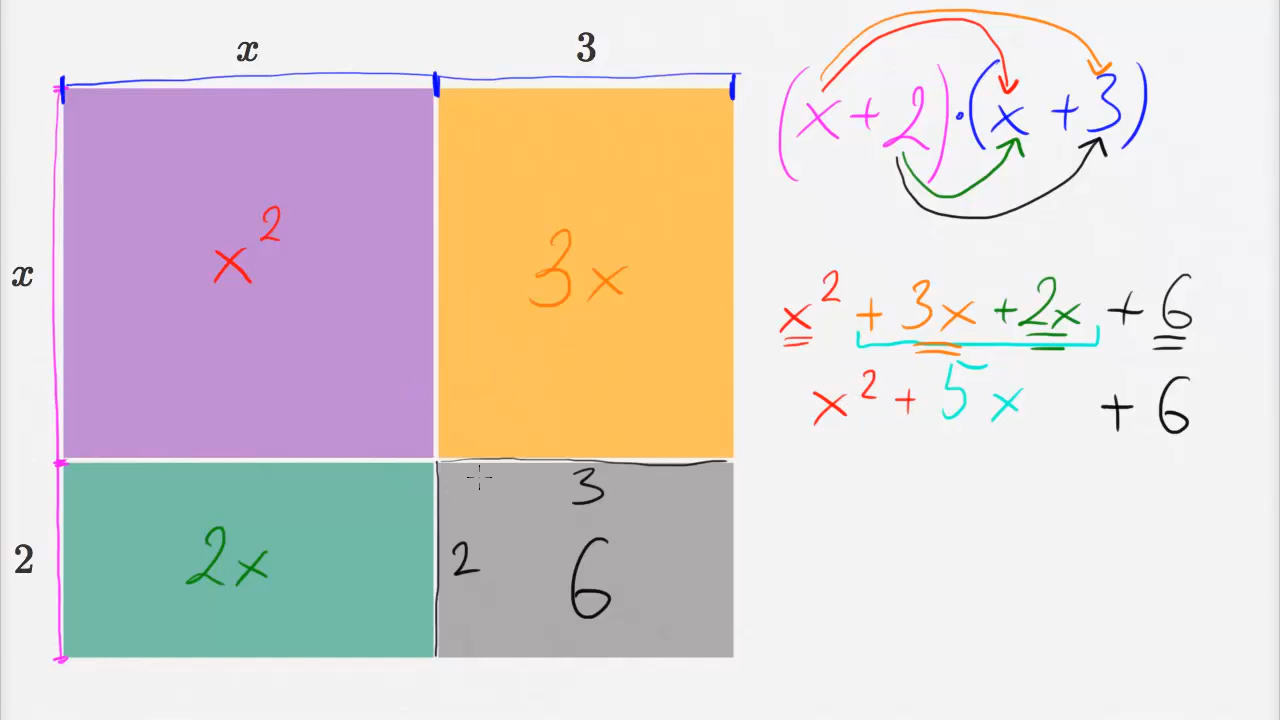 x 3
(x + 2) · (x + 3)
x² 3x
x
x² + 3x + 2x + 6
x² + 5x + 6
3
2 2x 2 6